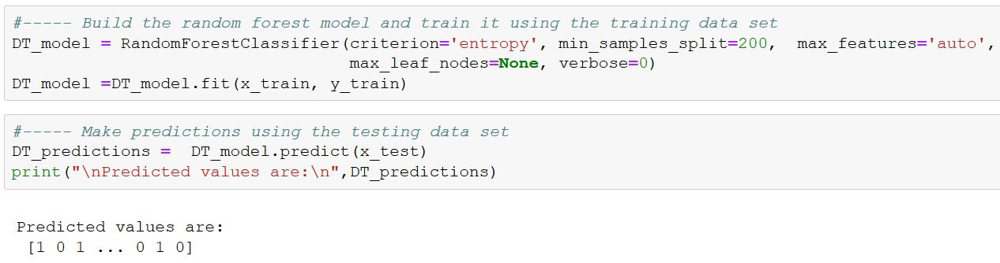 #----- Build the random forest model and train it using the training data set
DT_model = RandomForestClassifier(criterion='entropy', min_samples_split=200,  max_features='auto',
                                  max_leaf_nodes=None, verbose=0)
DT_model =DT_model.fit(x_train, y_train)
#----- Make predictions using the testing data set
DT_predictions =  DT_model.predict(x_test)
print("\nPredicted values are:\n",DT_predictions)
Predicted values are:
 [1 0 1 ... 0 1 0]